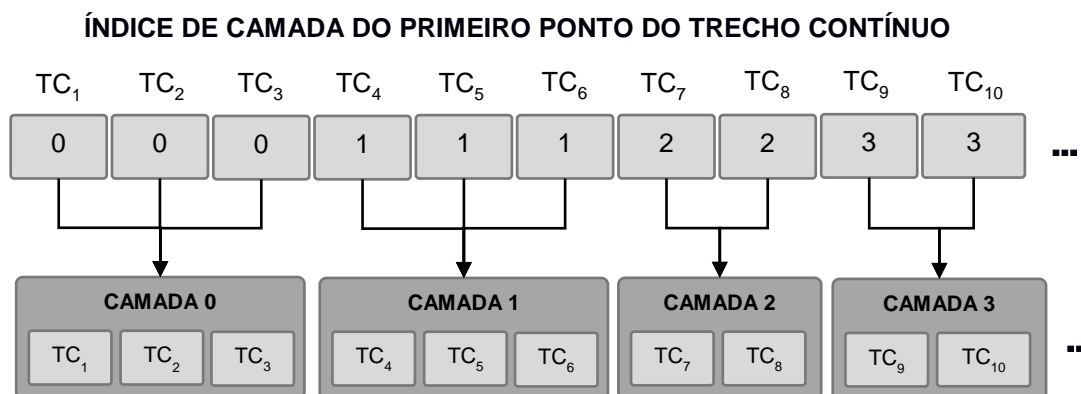 ÍNDICE DE CAMADA DO PRIMEIRO PONTO DO TRECHO CONTÍNUO
TC1 TC2 TC3 TC4 TC5 TC6 TC7 TC8 TC9 TC10
0 0 0 1 1 1 2 2 3 3 ...
CAMADA 0 CAMADA 1 CAMADA 2 CAMADA 3
TC1 TC2 TC3 TC4 TC5 TC6 TC7 TC8 TC9 TC10 ..